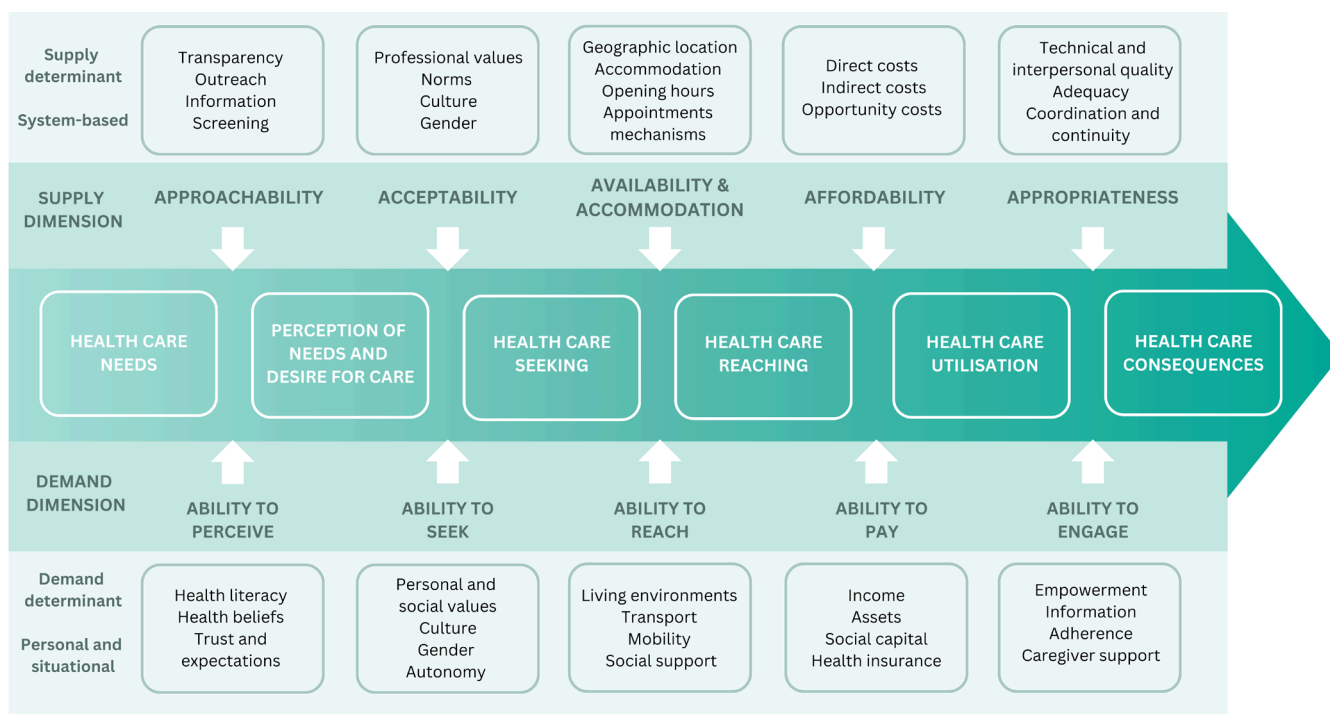 Supply
determinant
System-based
Transparency
Outreach
Information
Screening
Professional values
Norms
Culture
Gender
Geographic location
Accommodation
Opening hours
Appointments
mechanisms
Direct costs
Indirect costs
Opportunity costs
Technical and
interpersonal quality
Adequacy
Coordination and
continuity
SUPPLY
DIMENSION
APPROACHABILITY
ACCEPTABILITY
AVAILABILITY &
ACCOMMODATION
AFFORDABILITY
APPROPRIATENESS
HEALTH CARE
NEEDS
PERCEPTION OF
NEEDS AND
DESIRE FOR CARE
HEALTH CARE
SEEKING
HEALTH CARE
REACHING
HEALTH CARE
UTILISATION
HEALTH CARE
CONSEQUENCES
DEMAND
DIMENSION
ABILITY TO
PERCEIVE
ABILITY TO
SEEK
ABILITY TO
REACH
ABILITY TO
PAY
ABILITY TO
ENGAGE
Demand
determinant
Personal and
situational
Health literacy
Health beliefs
Trust and
expectations
Personal and
social values
Culture
Gender
Autonomy
Living environments
Transport
Mobility
Social support
Income
Assets
Social capital
Health insurance
Empowerment
Information
Adherence
Caregiver support